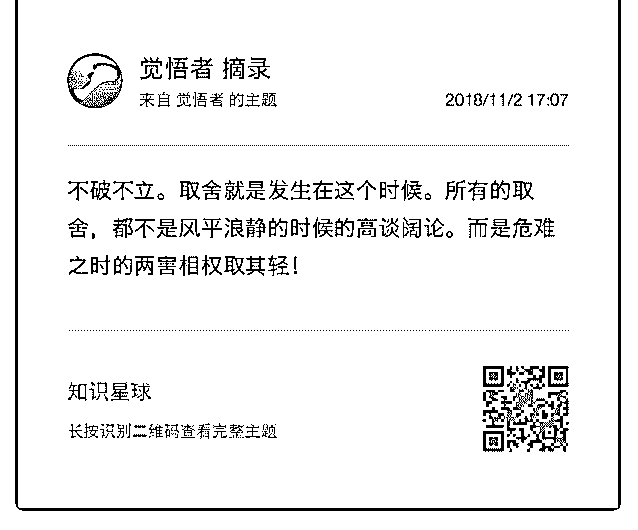 觉悟者 摘录
来自 觉悟者 的主题
2018/11/2 17:07
不破不立。取舍就是发生在这个时候。所有的取
舍，都不是风平浪静的时候的高谈阔论。而是危难
之时的两害相权取其轻！
知识星球
长按识别二维码查看完整主题